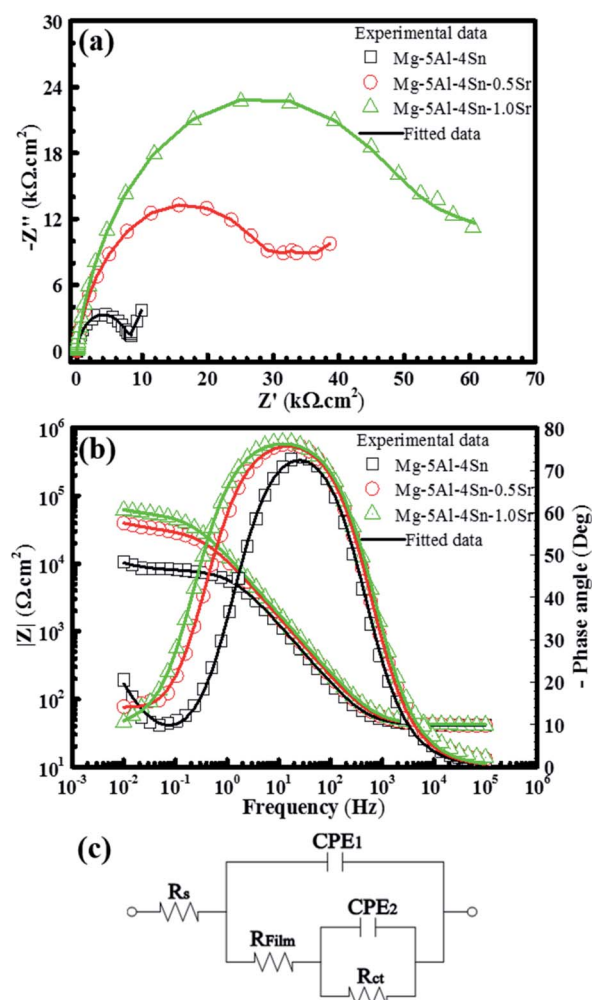 (a)
Experimental data
Mg-5Al-4Sn
Mg-5Al-4Sn-0.5Sr
Mg-5Al-4Sn-1.0Sr
Fitted data
-Z'' (kΩ.cm²)
30
24
18
12
6
0
0 10 20 30 40 50 60 70
Z' (kΩ.cm²)
(b)
Experimental data
Mg-5Al-4Sn
Mg-5Al-4Sn-0.5Sr
Mg-5Al-4Sn-1.0Sr
Fitted data
|Z| (Ω.cm²)
10⁶
10⁵
10⁴
10³
10²
10¹
80
70
60
50
40
30
20
10
0
- Phase angle (Deg)
10⁻³ 10⁻² 10⁻¹ 10⁰ 10¹ 10² 10³ 10⁴ 10⁵ 10⁶
Frequency (Hz)
(c)
CPE₁
Rₛ
CPE₂
R_Film
R_ct